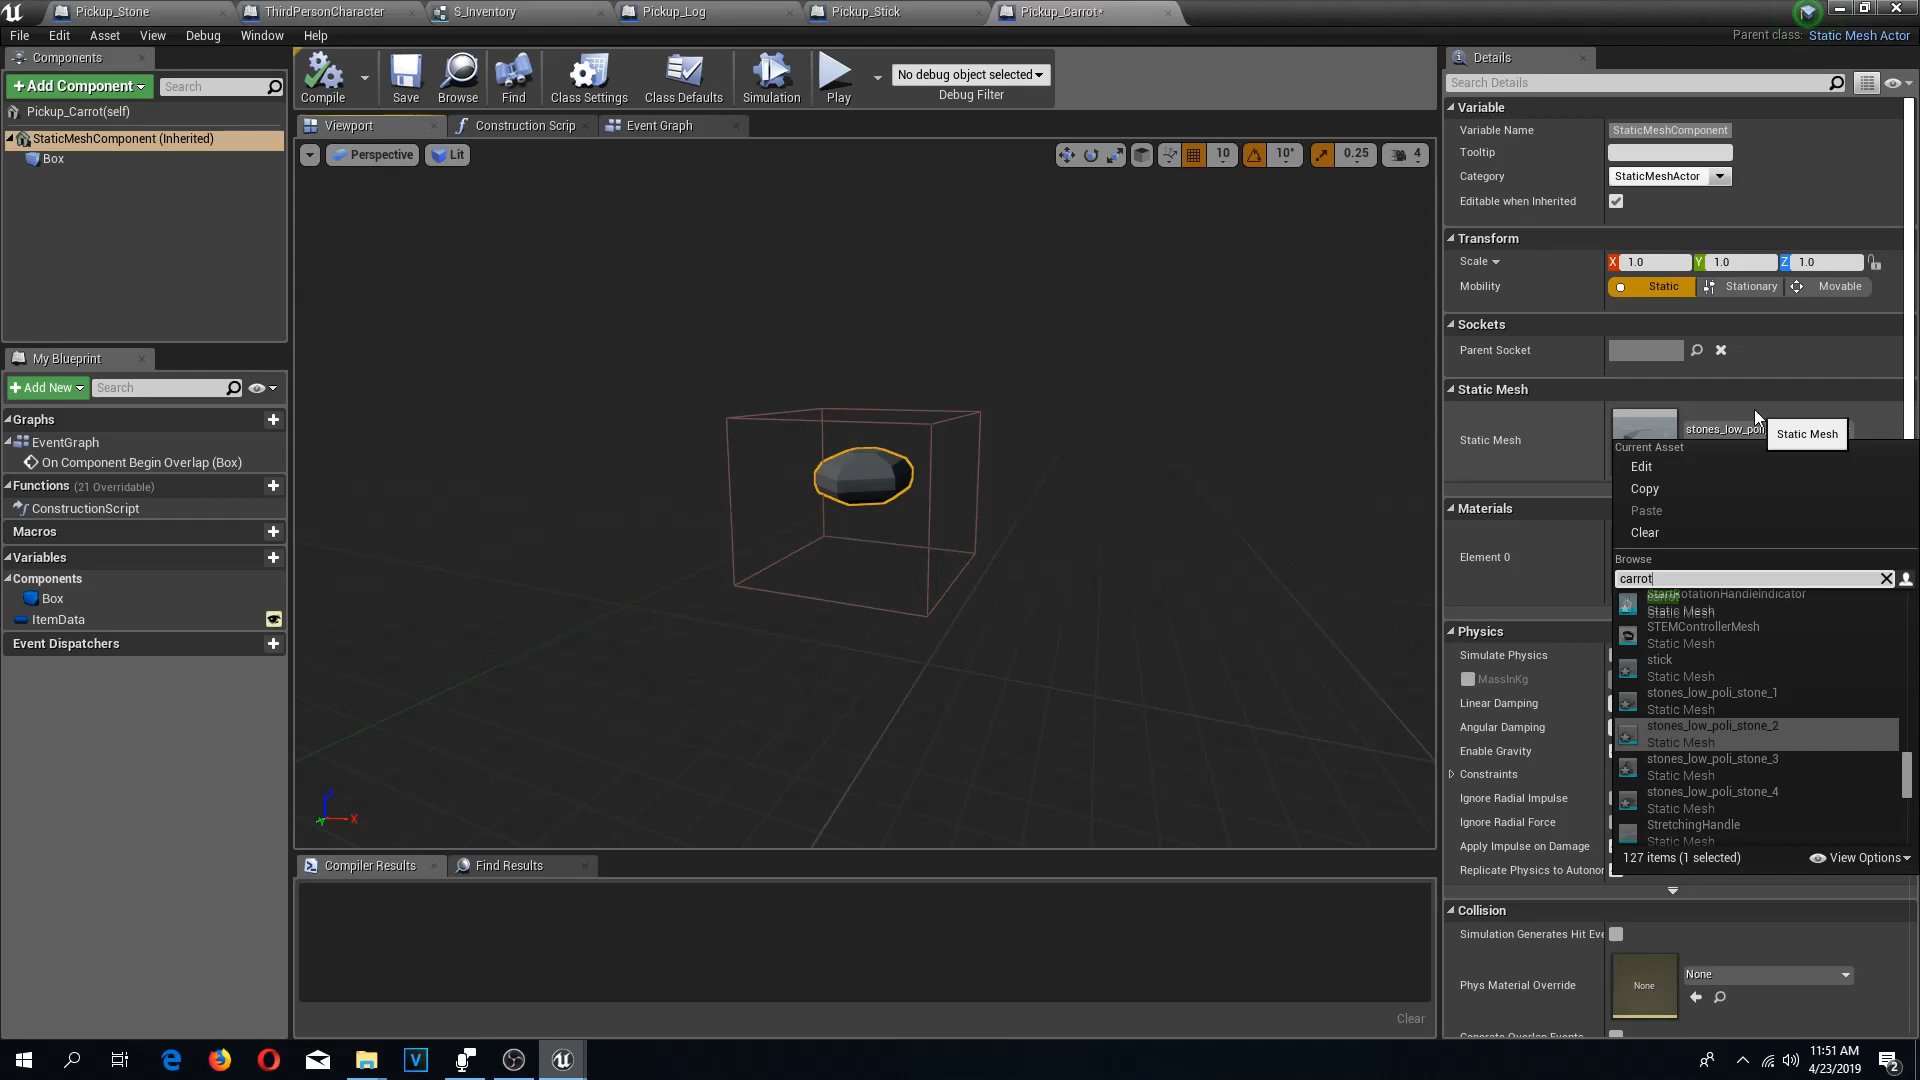 Pickup_Stone
ThirdPersonCharacter
S_Inventory
Pickup_Log
Pickup_Stick
Pickup_Carrot*
File
Edit
Asset
View
Debug
Window
Help
Parent class: Static Mesh Actor
Components
+ Add Component
Search
Pickup_Carrot(self)
StaticMeshComponent (Inherited)
Box
Compile
Save
Browse
Find
Class Settings
Class Defaults
Simulation
Play
No debug object selected
Debug Filter
Viewport
Construction Scrip
Event Graph
Perspective
Lit
10
10°
0.25
4
Z
X
My Blueprint
+ Add New
Search
Graphs
EventGraph
On Component Begin Overlap (Box)
Functions (21 Overridable)
ConstructionScript
Macros
Variables
Components
Box
ItemData
Event Dispatchers
Compiler Results
Find Results
Clear
Details
Search Details
Variable
Variable Name
StaticMeshComponent
Tooltip
Category
StaticMeshActor
Editable when Inherited
Transform
Scale
X 1.0
Y 1.0
Z 1.0
Mobility
Static
Stationary
Movable
Sockets
Parent Socket
Static Mesh
Static Mesh
stones_low_poli
Static Mesh
Current Asset
Edit
Copy
Paste
Clear
Browse
carrot
StartRotationHandleIndicator
Static Mesh
STEMControllerMesh
Static Mesh
stick
Static Mesh
stones_low_poli_stone_1
Static Mesh
stones_low_poli_stone_2
Static Mesh
stones_low_poli_stone_3
Static Mesh
stones_low_poli_stone_4
Static Mesh
StretchingHandle
Static Mesh
127 items (1 selected)
View Options
Materials
Element 0
Physics
Simulate Physics
MassInKg
Linear Damping
Angular Damping
Enable Gravity
Constraints
Ignore Radial Impulse
Ignore Radial Force
Apply Impulse on Damage
Replicate Physics to Autonor
Collision
Simulation Generates Hit Eve
Phys Material Override
None
None
Generate Overlap Events
11:51 AM
4/23/2019
2